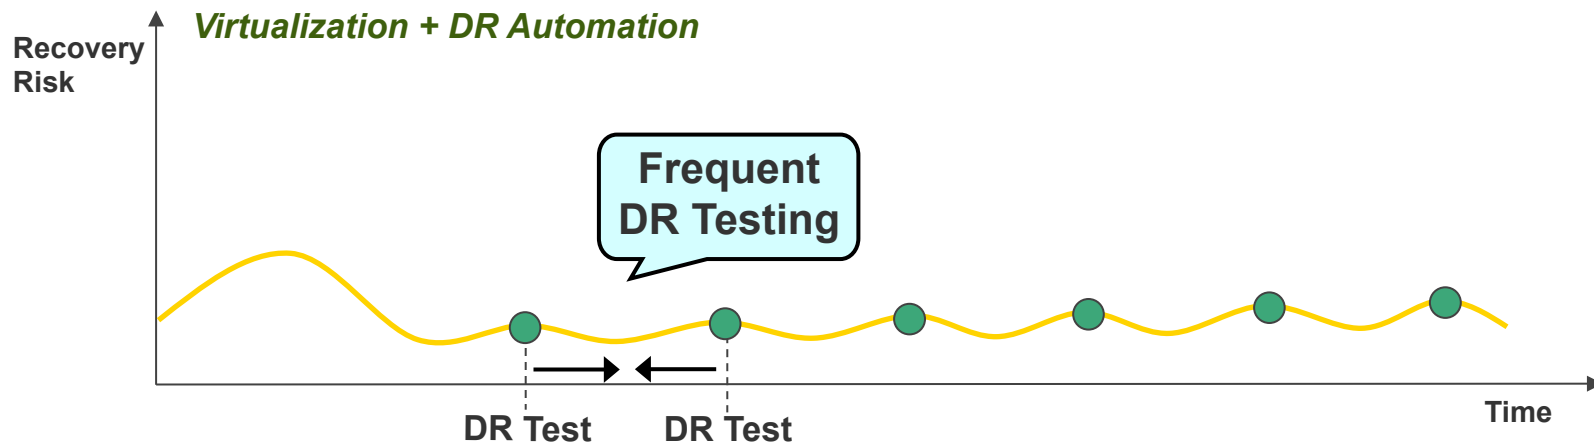 Virtualization + DR Automation
Recovery
Risk
Frequent
DR Testing
DR Test
DR Test
Time